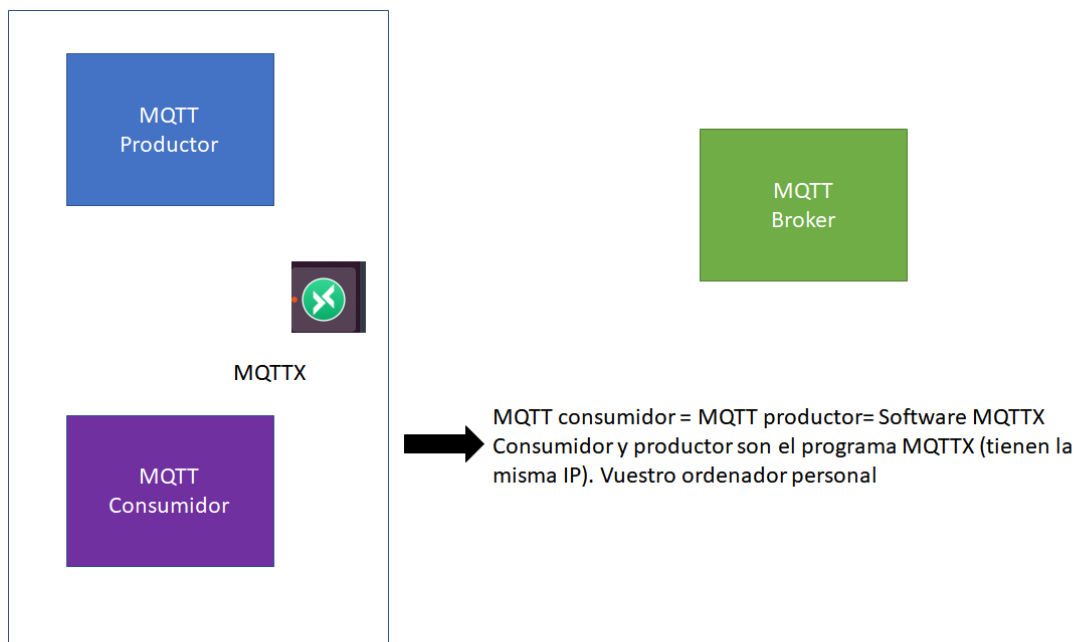 MQTT
Productor
MQTT
Broker
MQTTX
MQTT consumidor = MQTT productor= Software MQTTX
Consumidor y productor son el programa MQTTX (tienen la
misma IP). Vuestro ordenador personal
MQTT
Consumidor